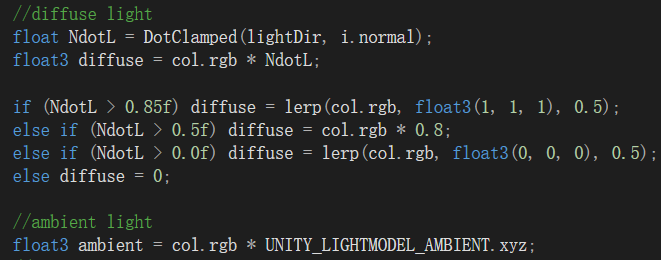 //diffuse light
float NdotL = DotClamped(lightDir, i.normal);
float3 diffuse = col.rgb * NdotL;
if (NdotL > 0.85f) diffuse = lerp(col.rgb, float3(1, 1, 1), 0.5);
else if (NdotL > 0.5f) diffuse = col.rgb * 0.8;
else if (NdotL > 0.0f) diffuse = lerp(col.rgb, float3(0, 0, 0), 0.5);
else diffuse = 0;
//ambient light
float3 ambient = col.rgb * UNITY_LIGHTMODEL_AMBIENT.xyz;